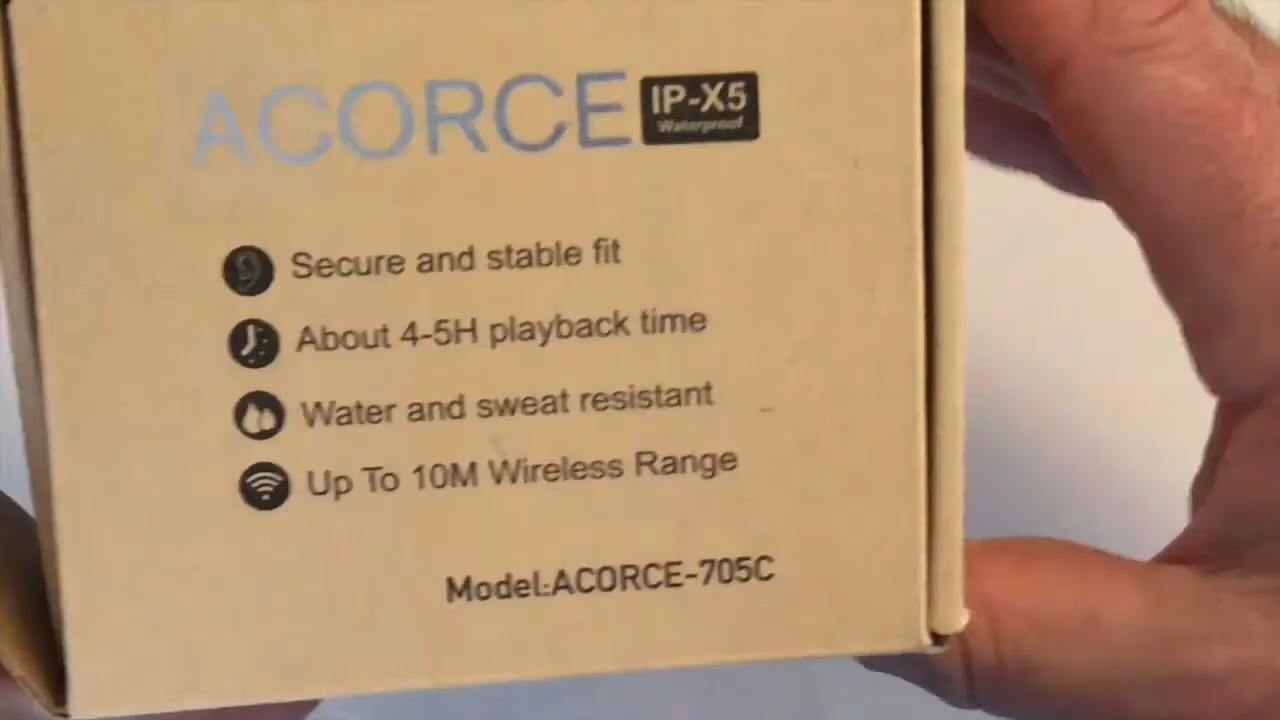 ACORCE IP-X5
Waterproof
Secure and stable fit
About 4-5H playback time
Water and sweat resistant
Up To 10M Wireless Range
Model:ACORCE-705C